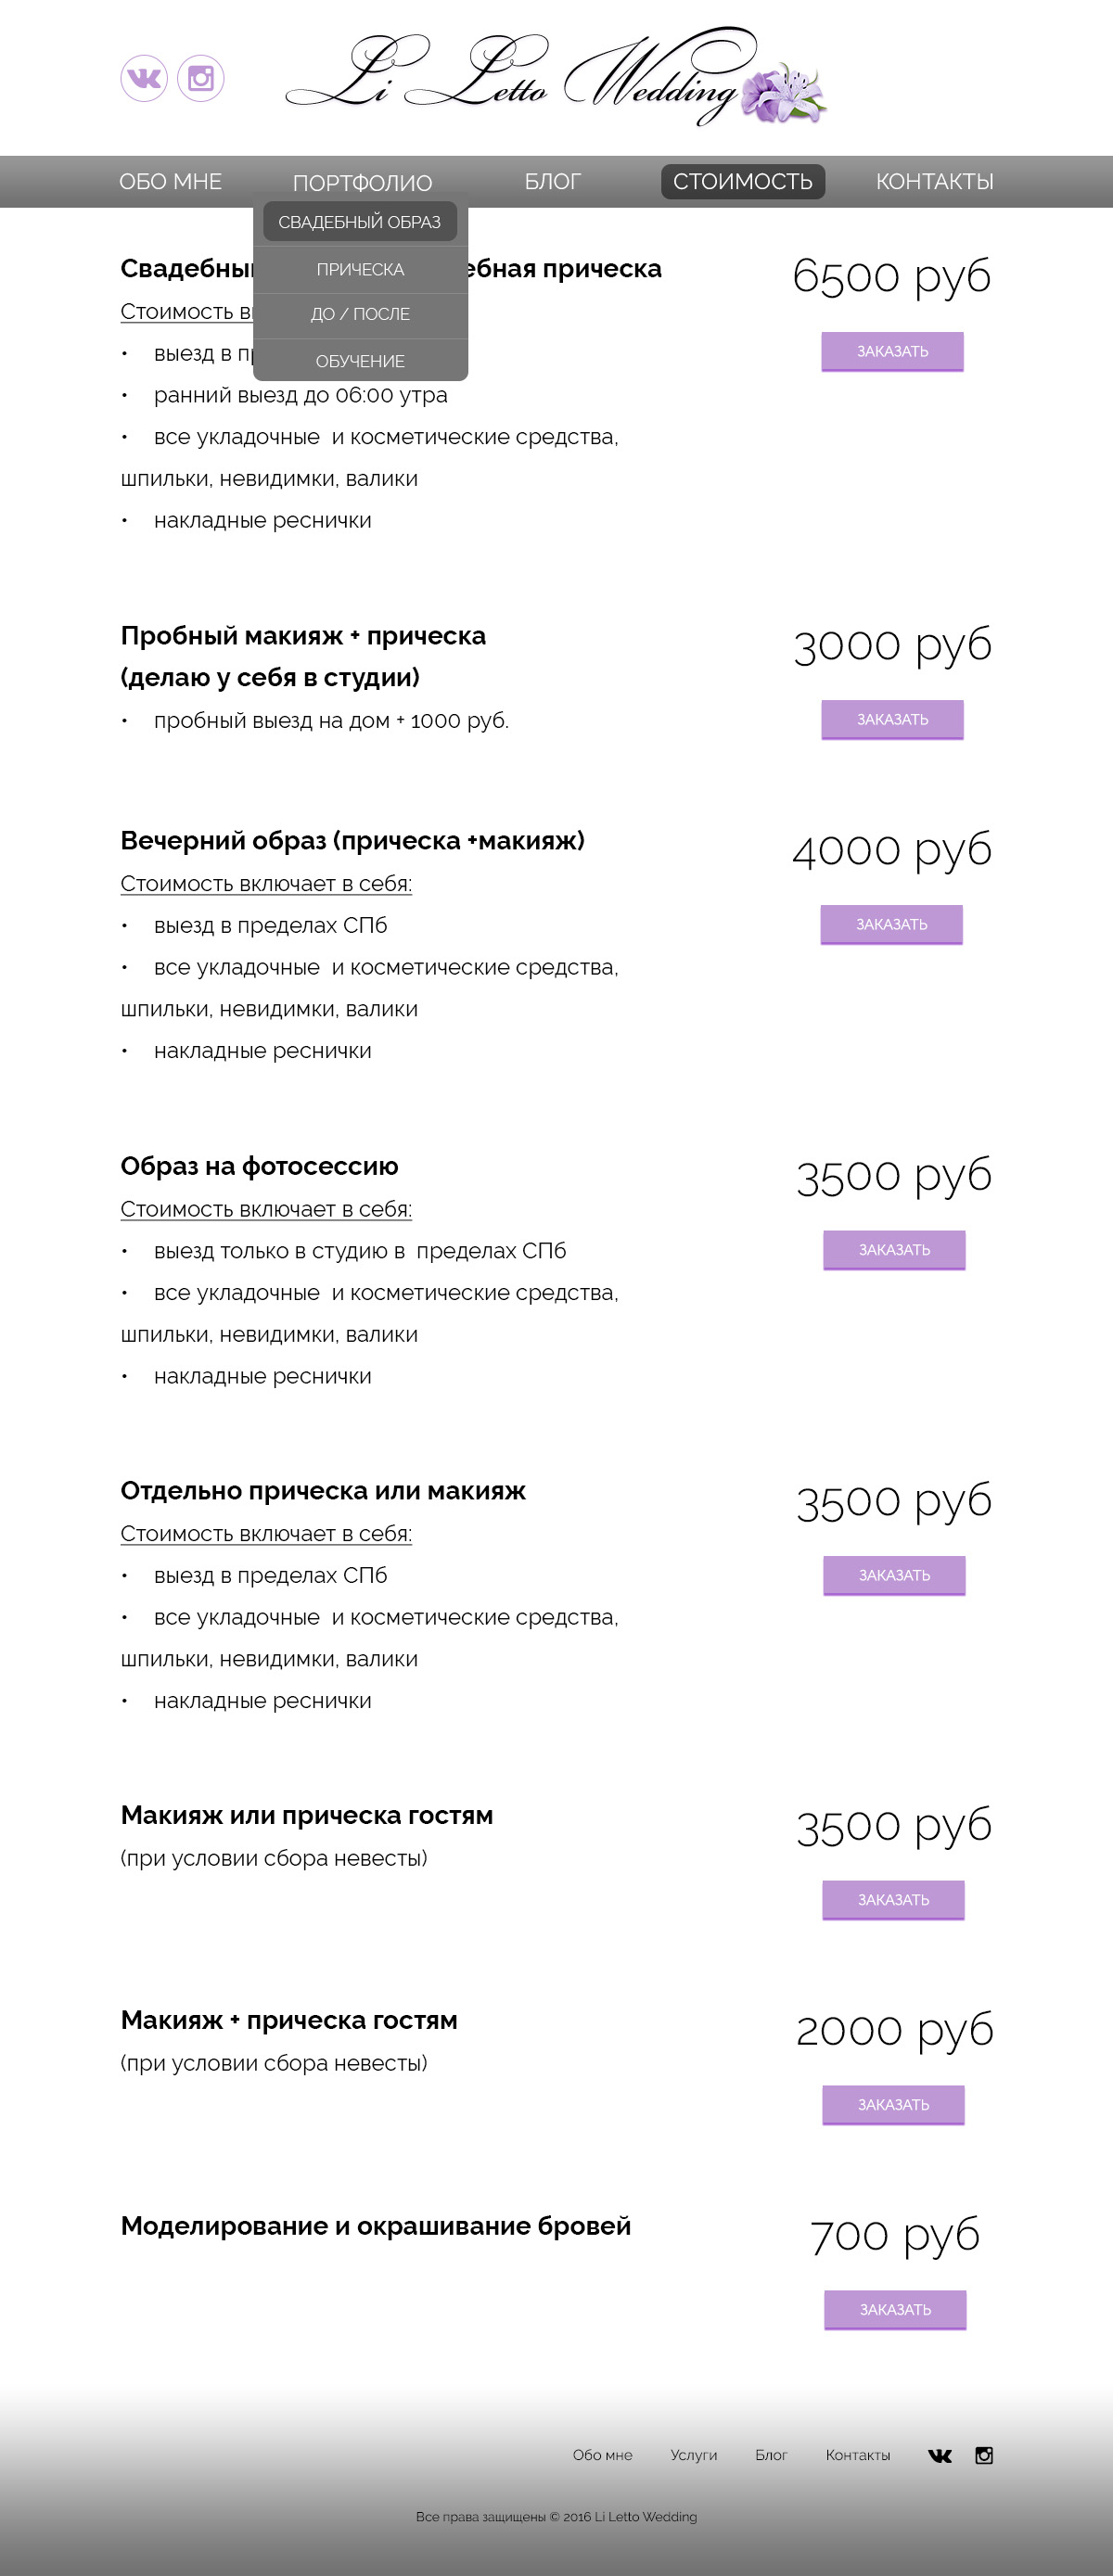 Li Letto Wedding
ОБО МНЕ ПОРТФОЛИО БЛОГ СТОИМОСТЬ КОНТАКТЫ
СВАДЕБНЫЙ ОБРАЗ
ПРИЧЕСКА
ДО / ПОСЛЕ
ОБУЧЕНИЕ
прическа 6500 руб
Стоимость
• выезд в
ЗАКАЗАТЬ
• ранний выезд до 06:00 утра
• все укладочные и косметические средства,
шпильки, невидимки, валики
• накладные реснички
Пробный макияж + прическа 3000 руб
(делаю у себя в студии)
• пробный выезд на дом + 1000 руб.
ЗАКАЗАТЬ
Вечерний образ (прическа +макияж) 4000 руб
Стоимость включает в себя:
• выезд в пределах СПб
ЗАКАЗАТЬ
• все укладочные и косметические средства,
шпильки, невидимки, валики
• накладные реснички
Образ на фотосессию 3500 руб
Стоимость включает в себя:
• выезд только в студию в пределах СПб
ЗАКАЗАТЬ
• все укладочные и косметические средства,
шпильки, невидимки, валики
• накладные реснички
Отдельно прическа или макияж 3500 руб
Стоимость включает в себя:
• выезд в пределах СПб
ЗАКАЗАТЬ
• все укладочные и косметические средства,
шпильки, невидимки, валики
• накладные реснички
Макияж или прическа гостям 3500 руб
(при условии сбора невесты)
ЗАКАЗАТЬ
Макияж + прическа гостям 2000 руб
(при условии сбора невесты)
ЗАКАЗАТЬ
Моделирование и окрашивание бровей 700 руб
ЗАКАЗАТЬ
Обо мне Услуги Блог Контакты
Все права защищены © 2016 Li Letto Wedding